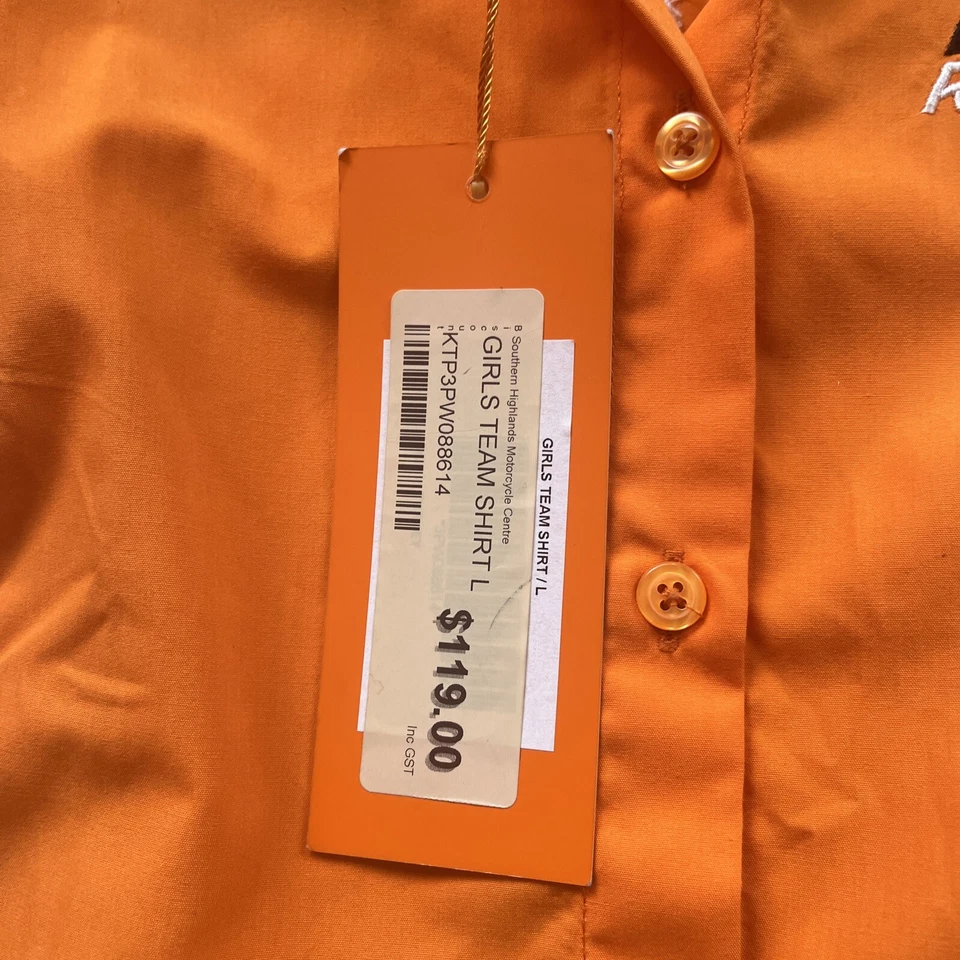 GIRLS TEAM SHIRT / L
B Southern Highlands Motorcycle Centre
i
s
c
o
u
n
t
GIRLS TEAM SHIRT L
KTP3PW088614
$119.00
Inc GST